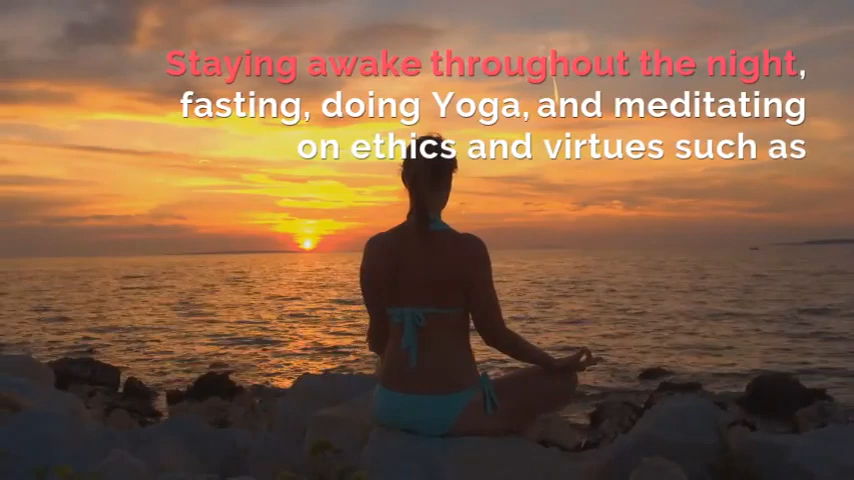 Staying awake throughout the night,
fasting, doing Yoga, and meditating
on ethics and virtues such as